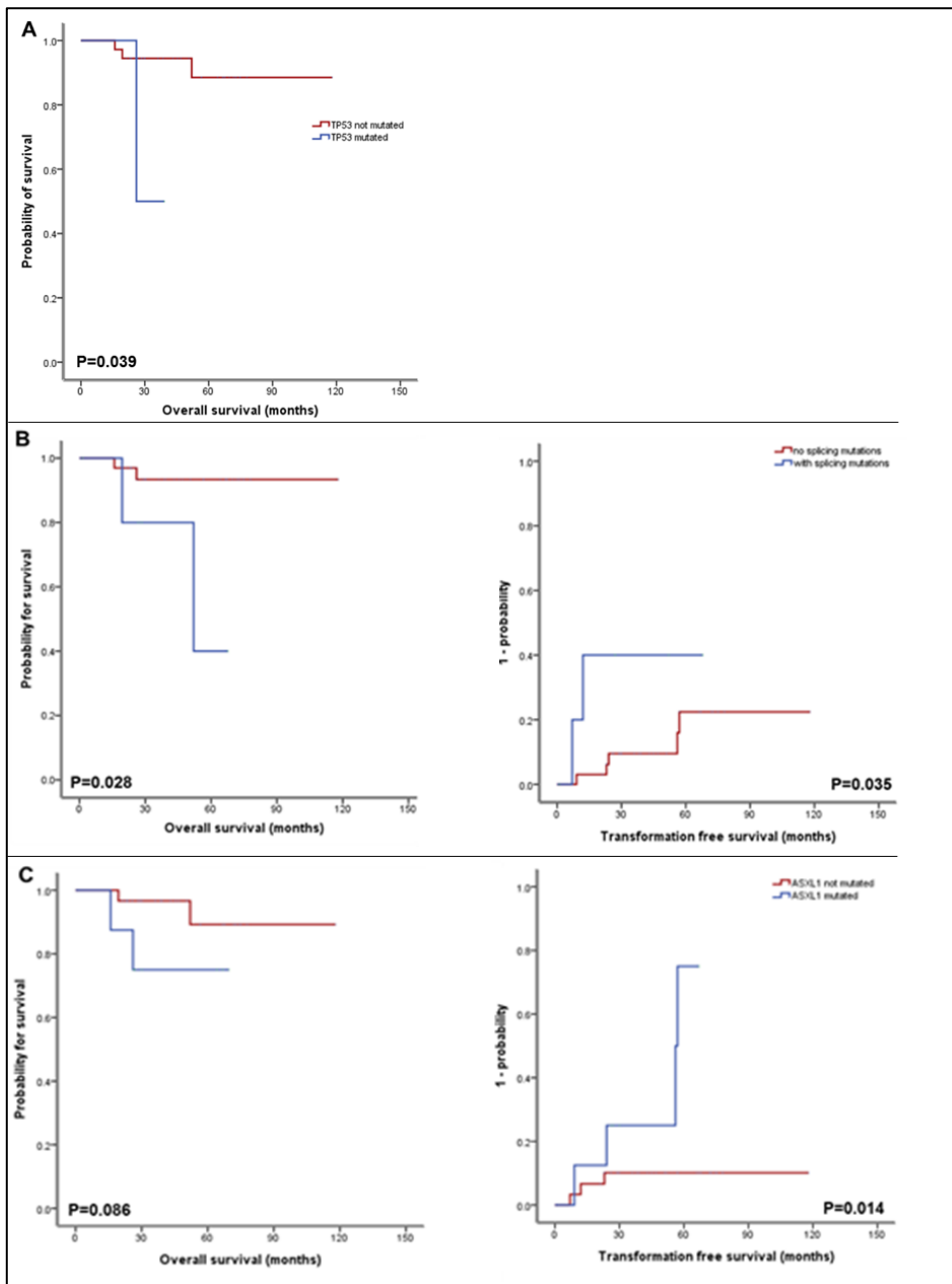 A
1.0
0.8
0.6
0.4
0.2
0.0
Probability of survival
TP53 not mutated
TP53 mutated
P=0.039
0 30 60 90 120 150
Overall survival (months)
B
1.0
0.8
0.6
0.4
0.2
0.0
Probability for survival
P=0.028
0 30 60 90 120 150
Overall survival (months)
no splicing mutations
with splicing mutations
1.0
0.8
0.6
0.4
0.2
0.0
1 - probability
P=0.035
0 30 60 90 120 150
Transformation free survival (months)
C
1.0
0.8
0.6
0.4
0.2
0.0
Probability for survival
P=0.086
0 30 60 90 120 150
Overall survival (months)
ASXL1 not mutated
ASXL1 mutated
1.0
0.8
0.6
0.4
0.2
0.0
1 - probability
P=0.014
0 30 60 90 120 150
Transformation free survival (months)